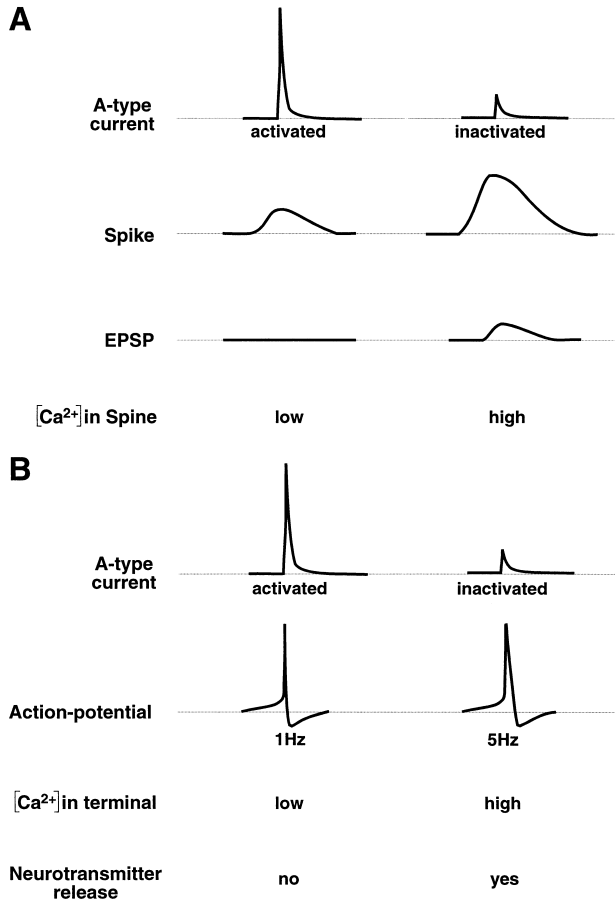 A
A-type
current
activated
inactivated
Spike
EPSP
[Ca²⁺] in Spine
low
high
B
A-type
current
activated
inactivated
Action-potential
1Hz
5Hz
[Ca²⁺] in terminal
low
high
Neurotransmitter
release
no
yes